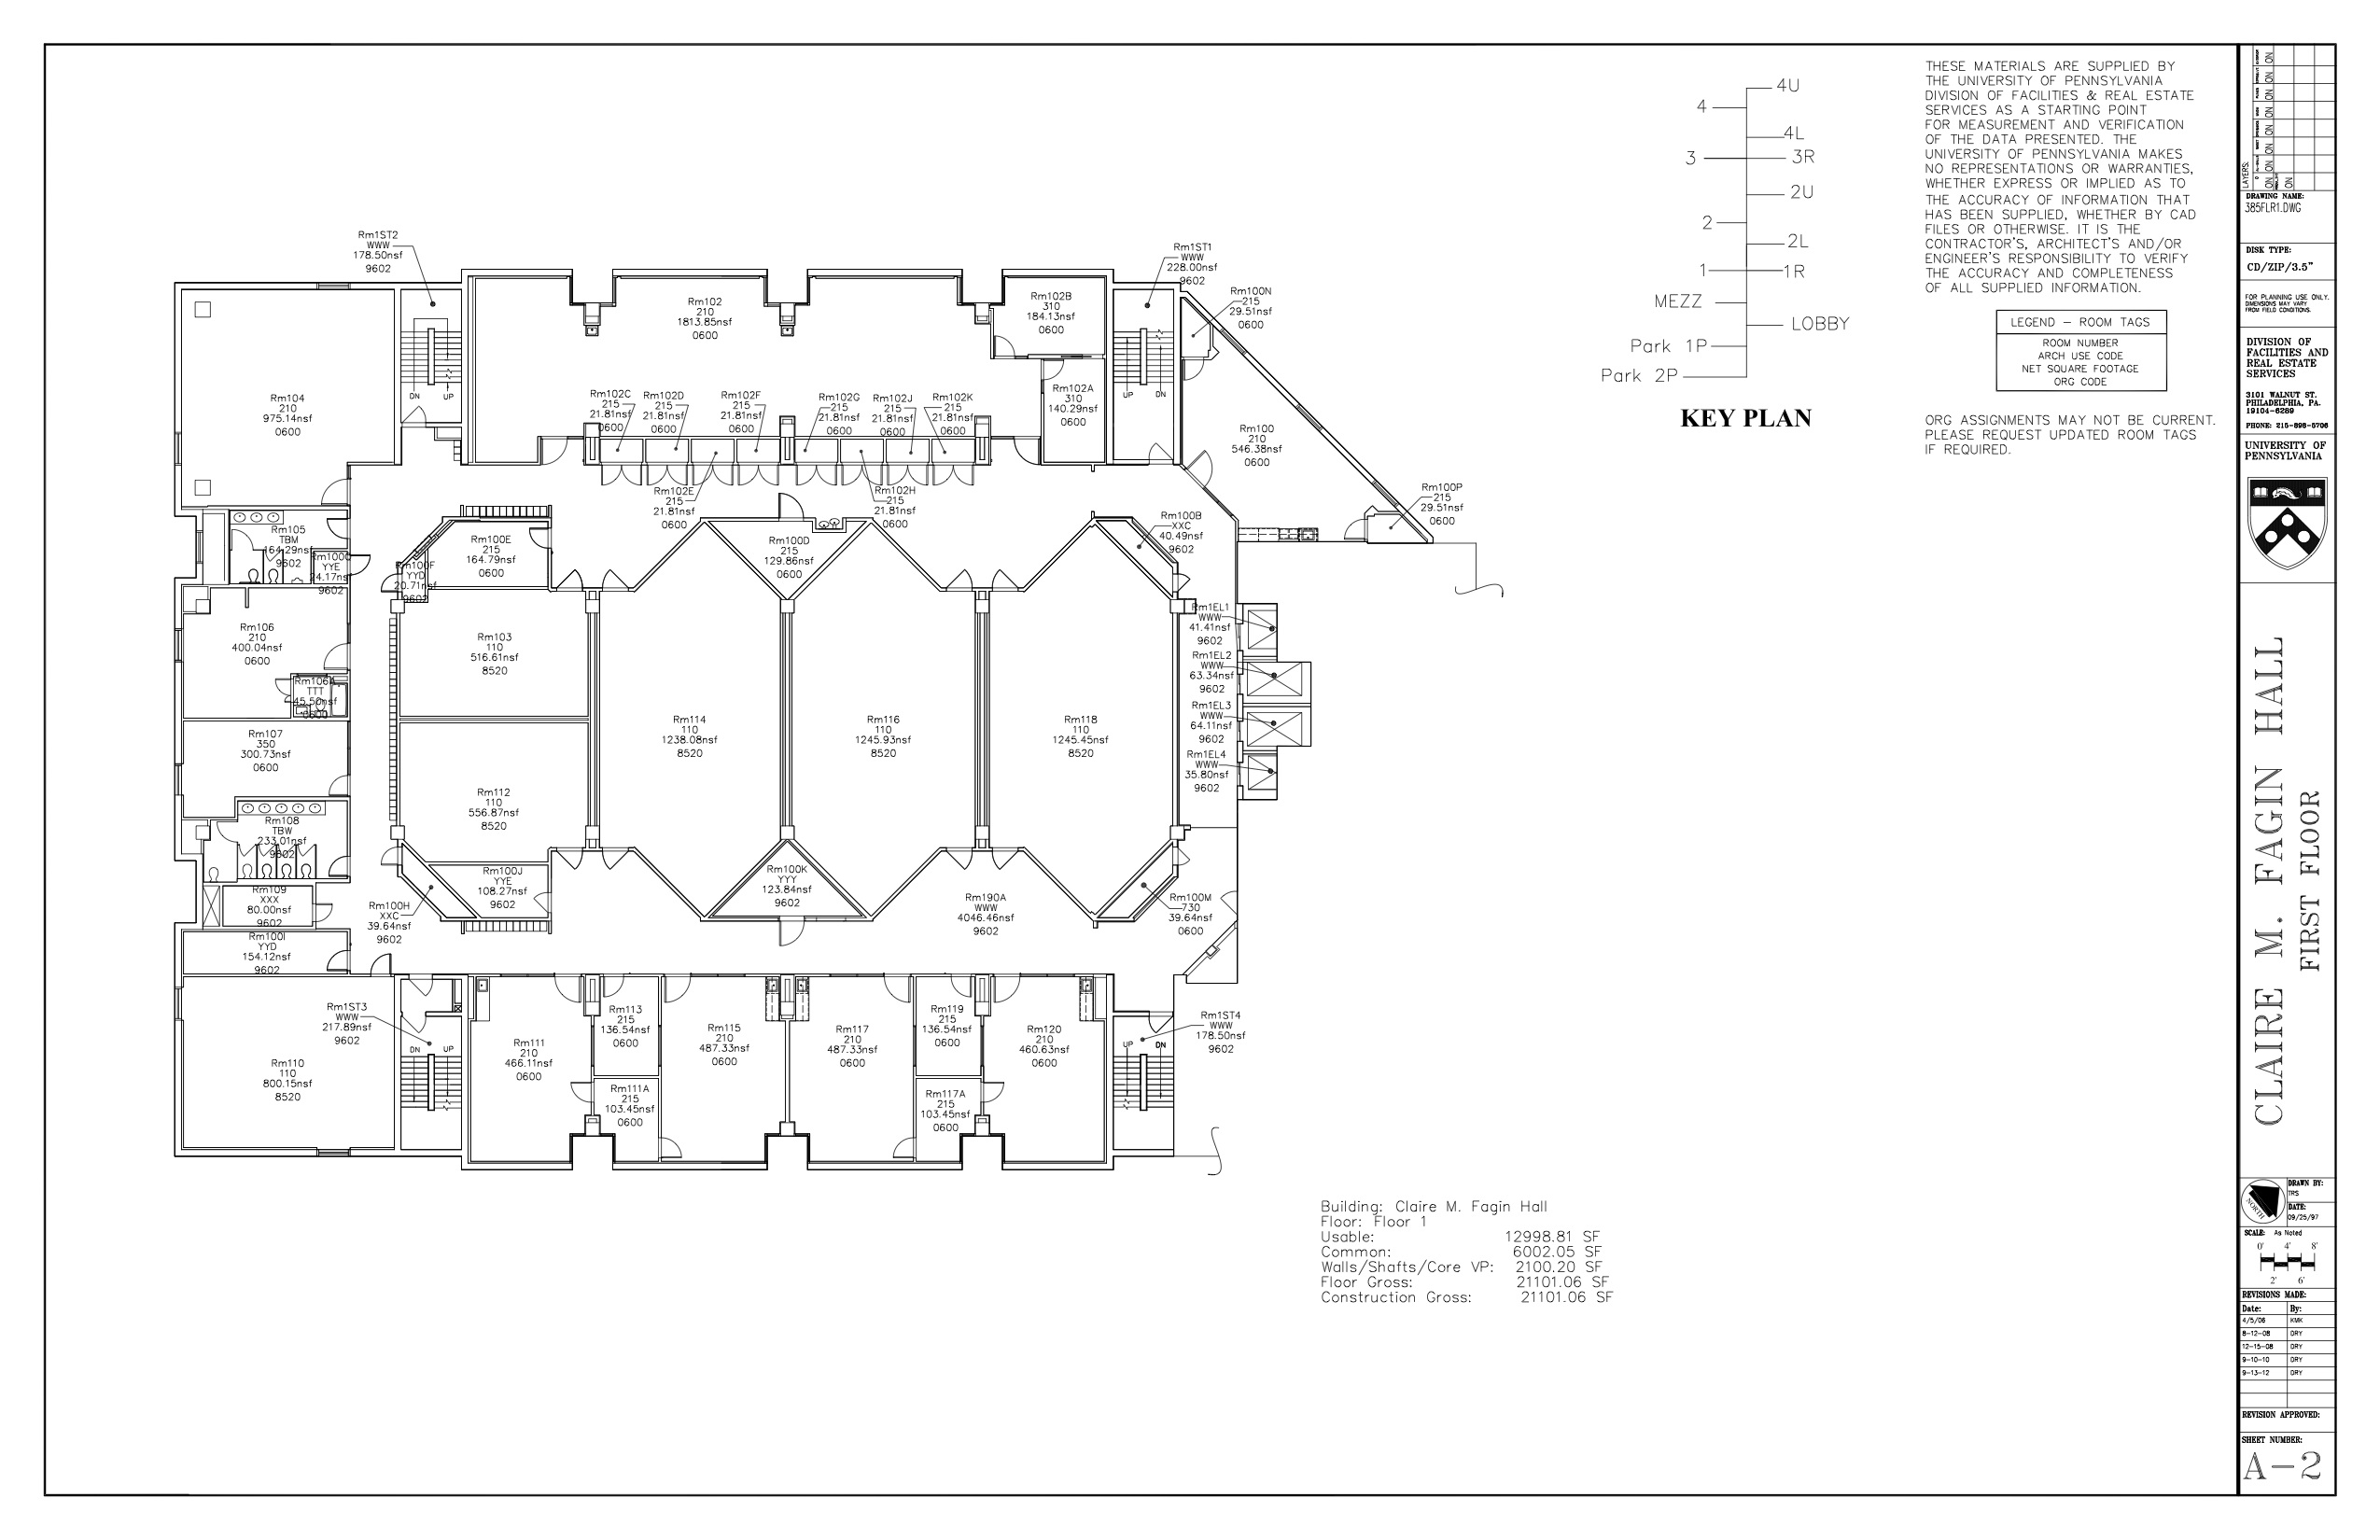 4U
4
4L
3
3R
2U
2
2L
1
1R
MEZZ
LOBBY
Park 1P
Park 2P
KEY PLAN
THESE MATERIALS ARE SUPPLIED BY
THE UNIVERSITY OF PENNSYLVANIA
DIVISION OF FACILITIES & REAL ESTATE
SERVICES AS A STARTING POINT
FOR MEASUREMENT AND VERIFICATION
OF THE DATA PRESENTED. THE
UNIVERSITY OF PENNSYLVANIA MAKES
NO REPRESENTATIONS OR WARRANTIES,
WHETHER EXPRESS OR IMPLIED AS TO
THE ACCURACY OF INFORMATION THAT
HAS BEEN SUPPLIED, WHETHER BY CAD
FILES OR OTHERWISE. IT IS THE
CONTRACTOR'S, ARCHITECT'S AND/OR
ENGINEER'S RESPONSIBILITY TO VERIFY
THE ACCURACY AND COMPLETENESS
OF ALL SUPPLIED INFORMATION.
LEGEND – ROOM TAGS
ROOM NUMBER
ARCH USE CODE
NET SQUARE FOOTAGE
ORG CODE
ORG ASSIGNMENTS MAY NOT BE CURRENT.
PLEASE REQUEST UPDATED ROOM TAGS
IF REQUIRED.
Rm1ST2
WWW
178.50nsf
9602
Rm1ST1
WWW
228.00nsf
9602
Rm100N
215
29.51nsf
0600
Rm102
210
1813.85nsf
0600
Rm102B
310
184.13nsf
0600
Rm104
210
975.14nsf
0600
DN
UP
Rm102C
215
21.81nsf
0600
Rm102D
215
21.81nsf
0600
Rm102F
215
21.81nsf
0600
Rm102G
215
21.81nsf
0600
Rm102J
215
21.81nsf
0600
Rm102K
215
21.81nsf
0600
Rm102A
310
140.29nsf
0600
UP
DN
Rm100
210
546.38nsf
0600
Rm102E
215
21.81nsf
0600
Rm102H
215
21.81nsf
0600
Rm100P
215
29.51nsf
0600
Rm105
TBM
164.29nsf
9602
YYE
24.17nsf
9602
Rm100F
YYD
20.71nsf
9602
Rm100E
215
164.79nsf
0600
Rm100D
215
129.86nsf
0600
Rm100B
XXC
40.49nsf
9602
Rm106
210
400.04nsf
0600
Rm106A
TTT
45.50nsf
0600
Rm103
110
516.61nsf
8520
Rm1EL1
WWW
41.41nsf
9602
Rm1EL2
WWW
63.34nsf
9602
Rm1EL3
WWW
64.11nsf
9602
Rm1EL4
WWW
35.80nsf
9602
Rm107
350
300.73nsf
0600
Rm114
110
1238.08nsf
8520
Rm116
110
1245.93nsf
8520
Rm118
110
1245.45nsf
8520
Rm112
110
556.87nsf
8520
Rm108
TBW
233.01nsf
9602
Rm109
XXX
80.00nsf
9602
Rm100H
XXC
39.64nsf
9602
Rm100J
YYE
108.27nsf
9602
Rm100K
YYY
123.84nsf
9602
Rm190A
WWW
4046.46nsf
9602
Rm100M
730
39.64nsf
0600
Rm100I
YYD
154.12nsf
9602
Rm1ST3
WWW
217.89nsf
9602
DN
UP
Rm110
110
800.15nsf
8520
Rm111
210
466.11nsf
0600
Rm113
215
136.54nsf
0600
Rm111A
215
103.45nsf
0600
Rm115
210
487.33nsf
0600
Rm117
210
487.33nsf
0600
Rm119
215
136.54nsf
0600
Rm117A
215
103.45nsf
0600
Rm120
210
460.63nsf
0600
Rm1ST4
WWW
178.50nsf
9602
UP
DN
Building: Claire M. Fagin Hall
Floor: Floor 1
Usable: 12998.81 SF
Common: 6002.05 SF
Walls/Shafts/Core VP: 2100.20 SF
Floor Gross: 21101.06 SF
Construction Gross: 21101.06 SF
LAYERS:
ON ON ON ON ON ON
ON
DRAWING NAME:
385FLR1.DWG
DISK TYPE:
CD/ZIP/3.5"
FOR PLANNING USE ONLY.
DIMENSIONS MAY VARY
FROM FIELD CONDITIONS.
DIVISION OF
FACILITIES AND
REAL ESTATE
SERVICES
3101 WALNUT ST.
PHILADELPHIA, PA.
19104-6289
PHONE: 215-898-5706
UNIVERSITY OF
PENNSYLVANIA
CLAIRE M. FAGIN HALL
FIRST FLOOR
NORTH
DRAWN BY:
TRS
DATE:
09/25/97
SCALE: As Noted
0' 4' 8'
2' 6'
REVISIONS MADE:
Date: By:
4/5/06 KMK
8-12-08 DRY
12-15-08 DRY
9-10-10 DRY
9-13-12 DRY
REVISION APPROVED:
SHEET NUMBER:
A-2